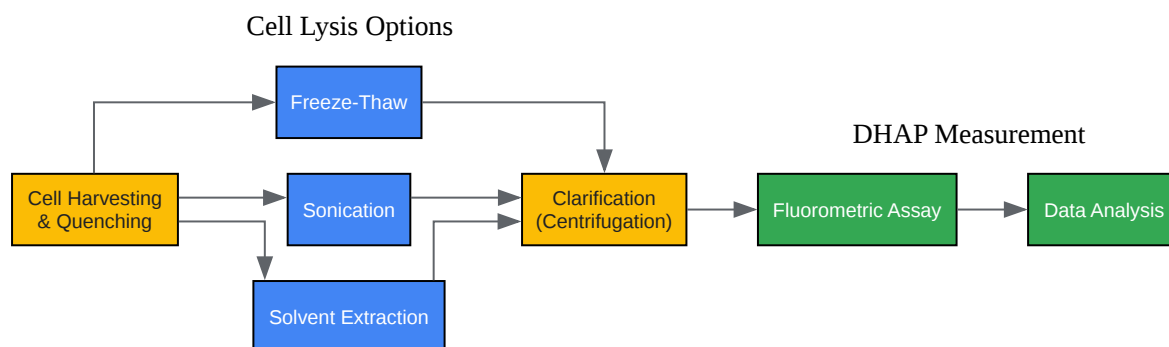 Cell Lysis Options
Freeze-Thaw
DHAP Measurement
Cell Harvesting
& Quenching
Sonication
Clarification
(Centrifugation)
Fluorometric Assay
Data Analysis
Solvent Extraction